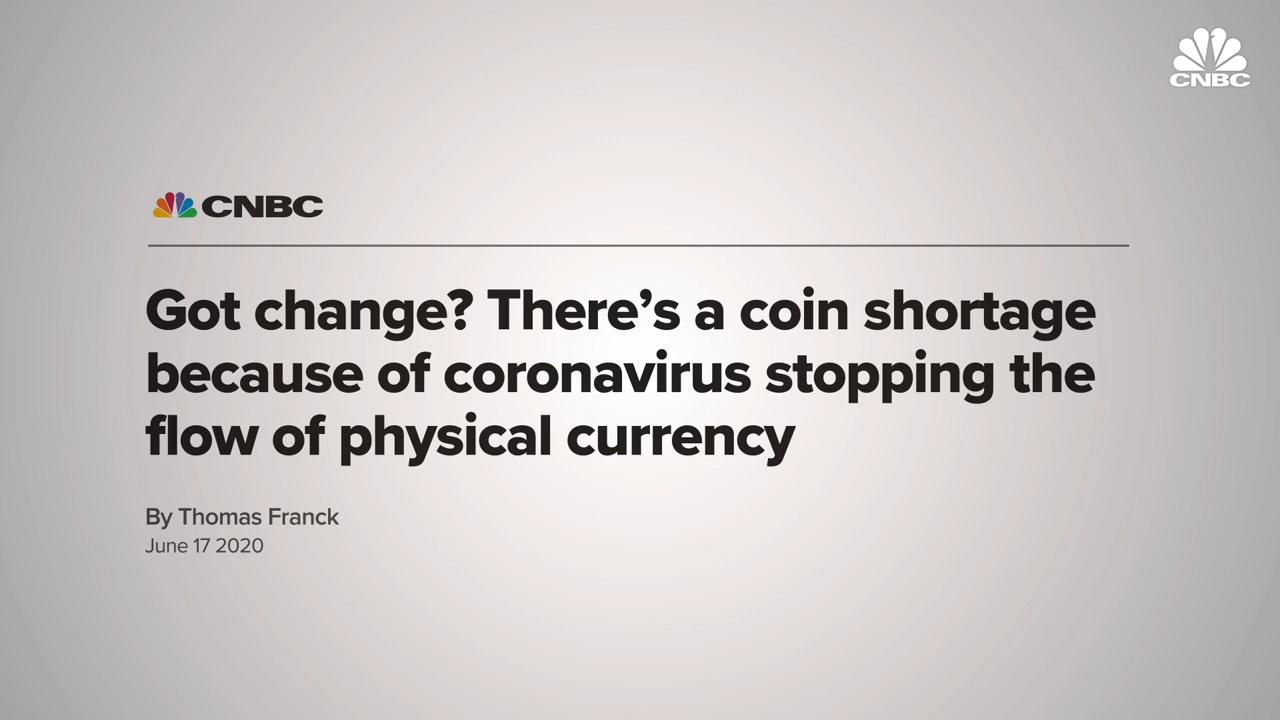 CNBC
CNBC
Got change? There’s a coin shortage
because of coronavirus stopping the
flow of physical currency
By Thomas Franck
June 17 2020